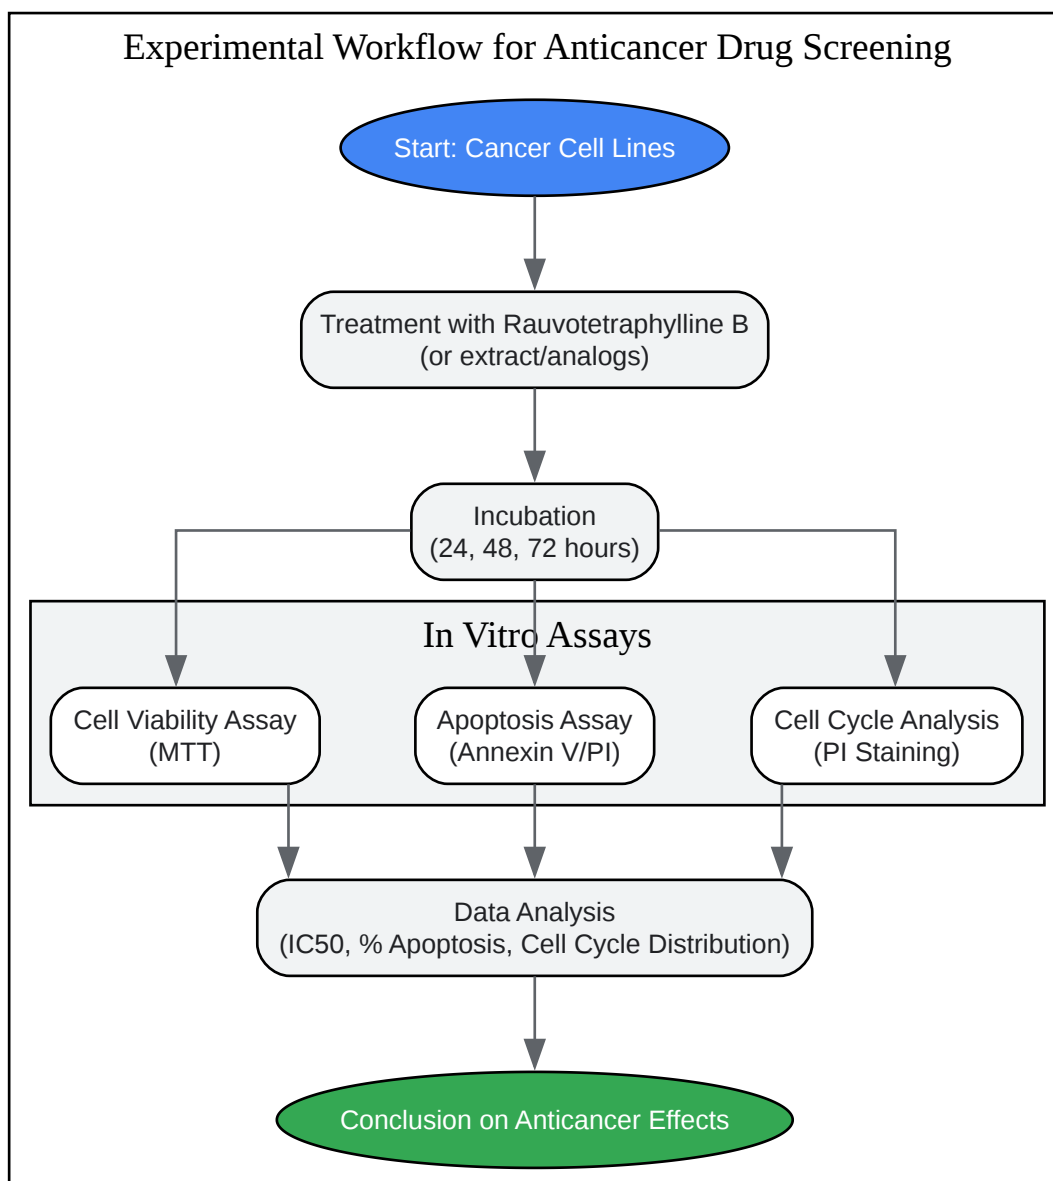 Experimental Workflow for Anticancer Drug Screening
Start: Cancer Cell Lines
Treatment with Rauvotetraphylline B
(or extract/analogs)
Incubation
(24, 48, 72 hours)
In Vitro Assays
Cell Viability Assay
(MTT)
Apoptosis Assay
(Annexin V/PI)
Cell Cycle Analysis
(PI Staining)
Data Analysis
(IC50, % Apoptosis, Cell Cycle Distribution)
Conclusion on Anticancer Effects